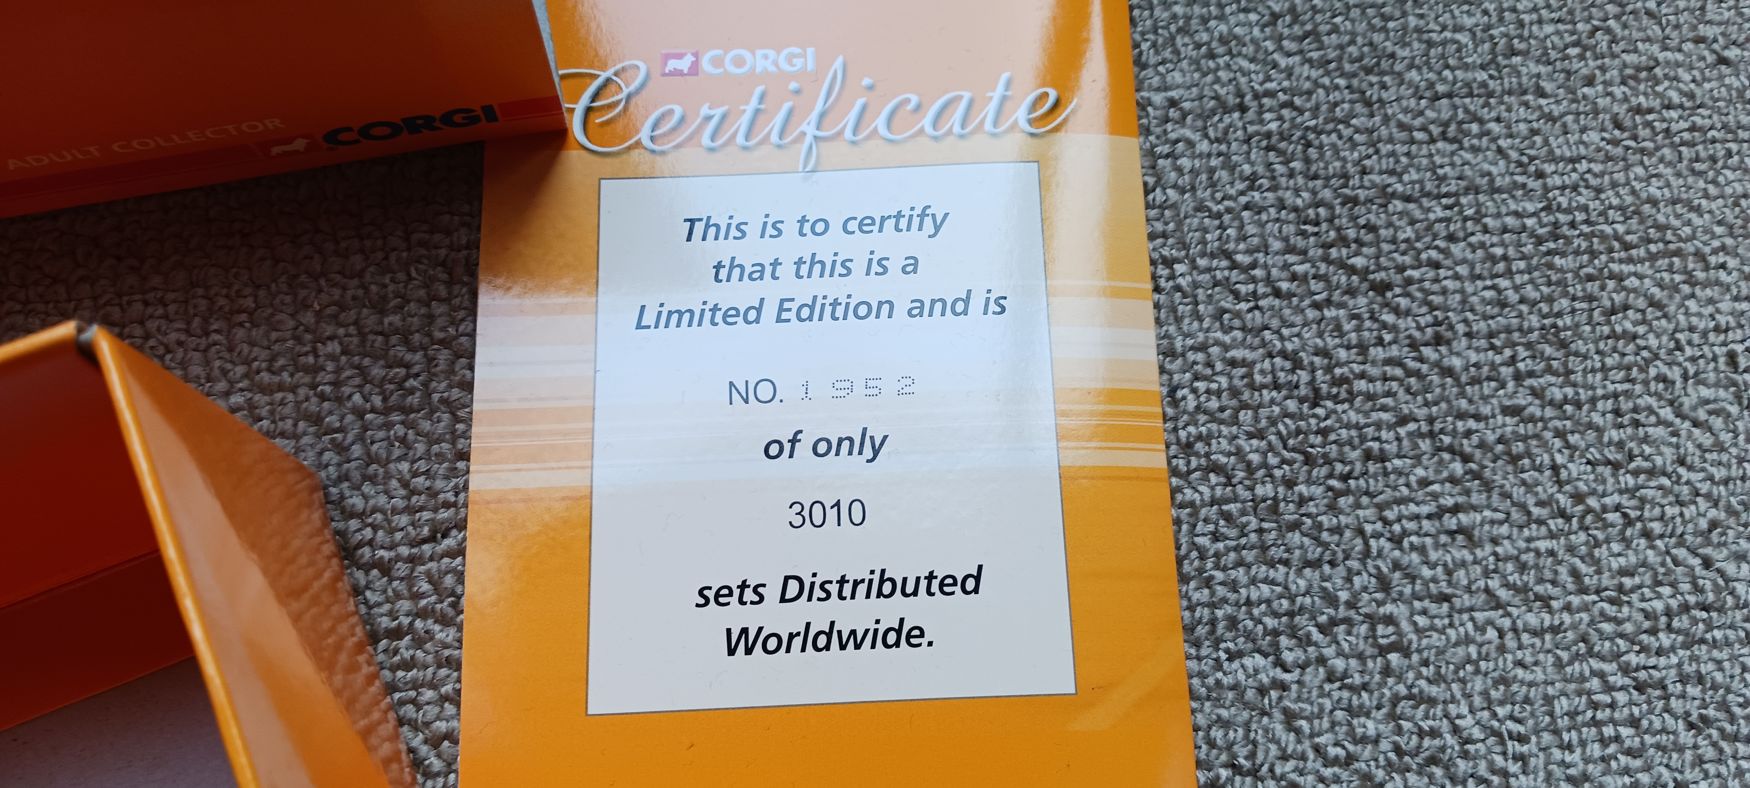 ADULT COLLECTOR CORGI
CORGI
Certificate
This is to certify
that this is a
Limited Edition and is
NO. 1952
of only
3010
sets Distributed
Worldwide.